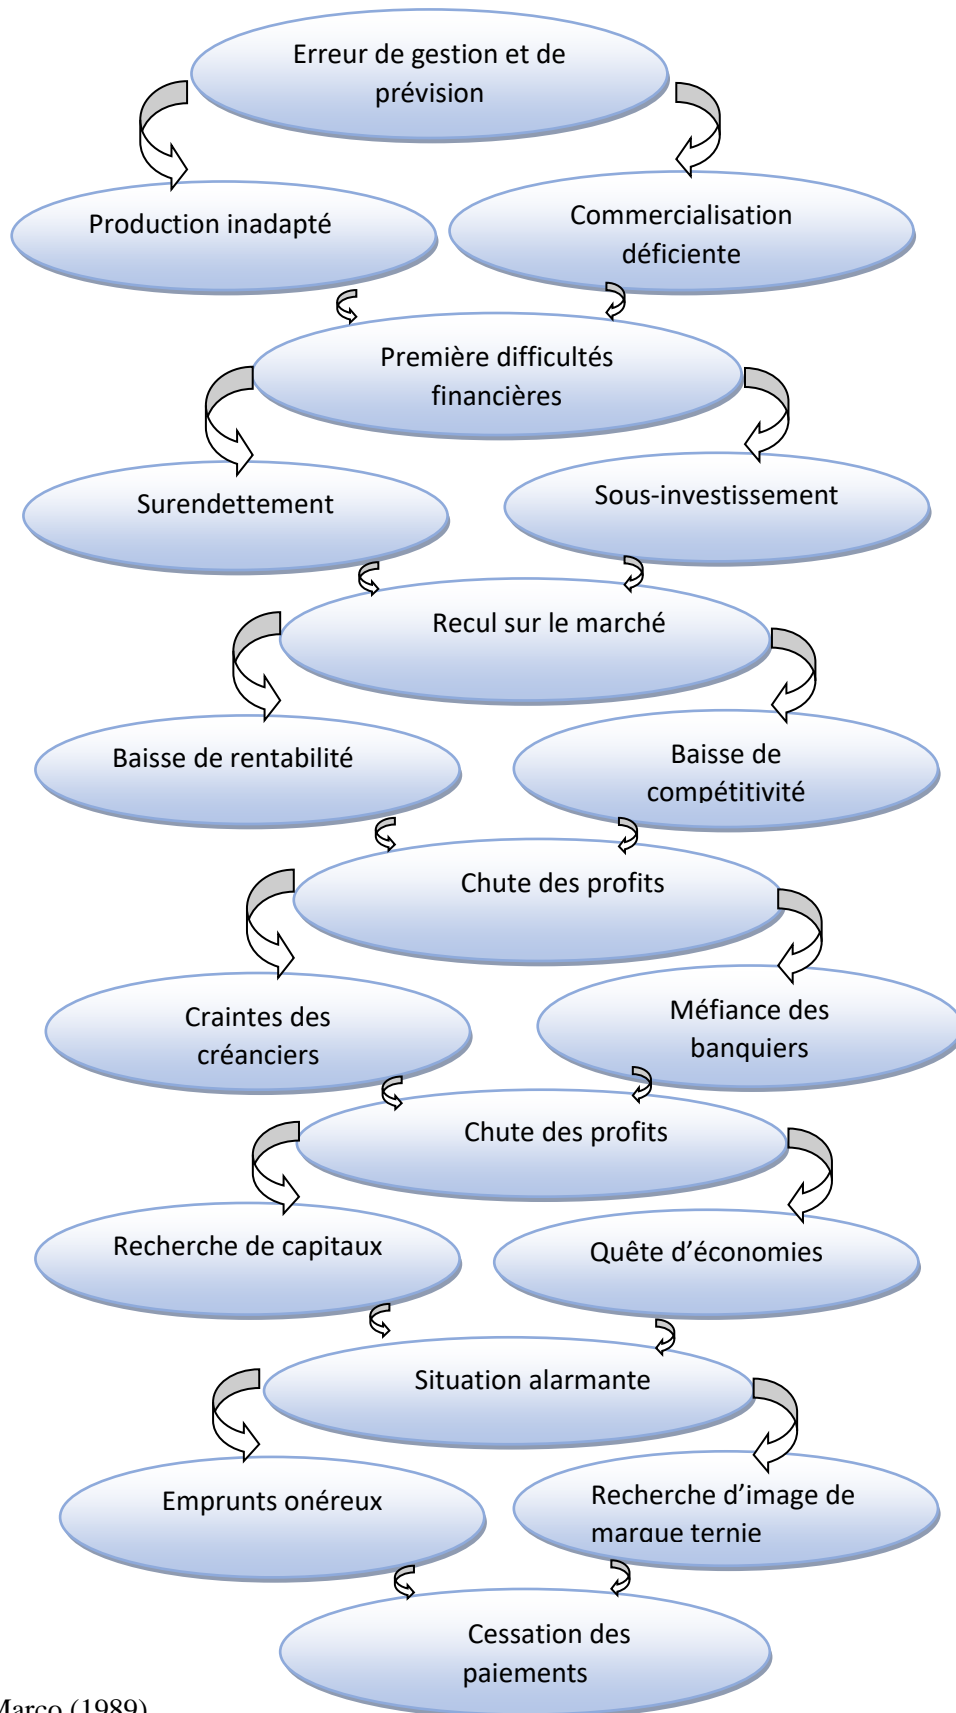 Erreur de gestion et de
prévision
Production inadapté
Commercialisation
déficiente
Première difficultés
financières
Surendettement
Sous-investissement
Recul sur le marché
Baisse de rentabilité
Baisse de
compétitivité
Chute des profits
Craintes des
créanciers
Méfiance des
banquiers
Chute des profits
Recherche de capitaux
Quête d’économies
Situation alarmante
Emprunts onéreux
Recherche d’image de
marque ternie
Cessation des
paiements
Marco (1989)